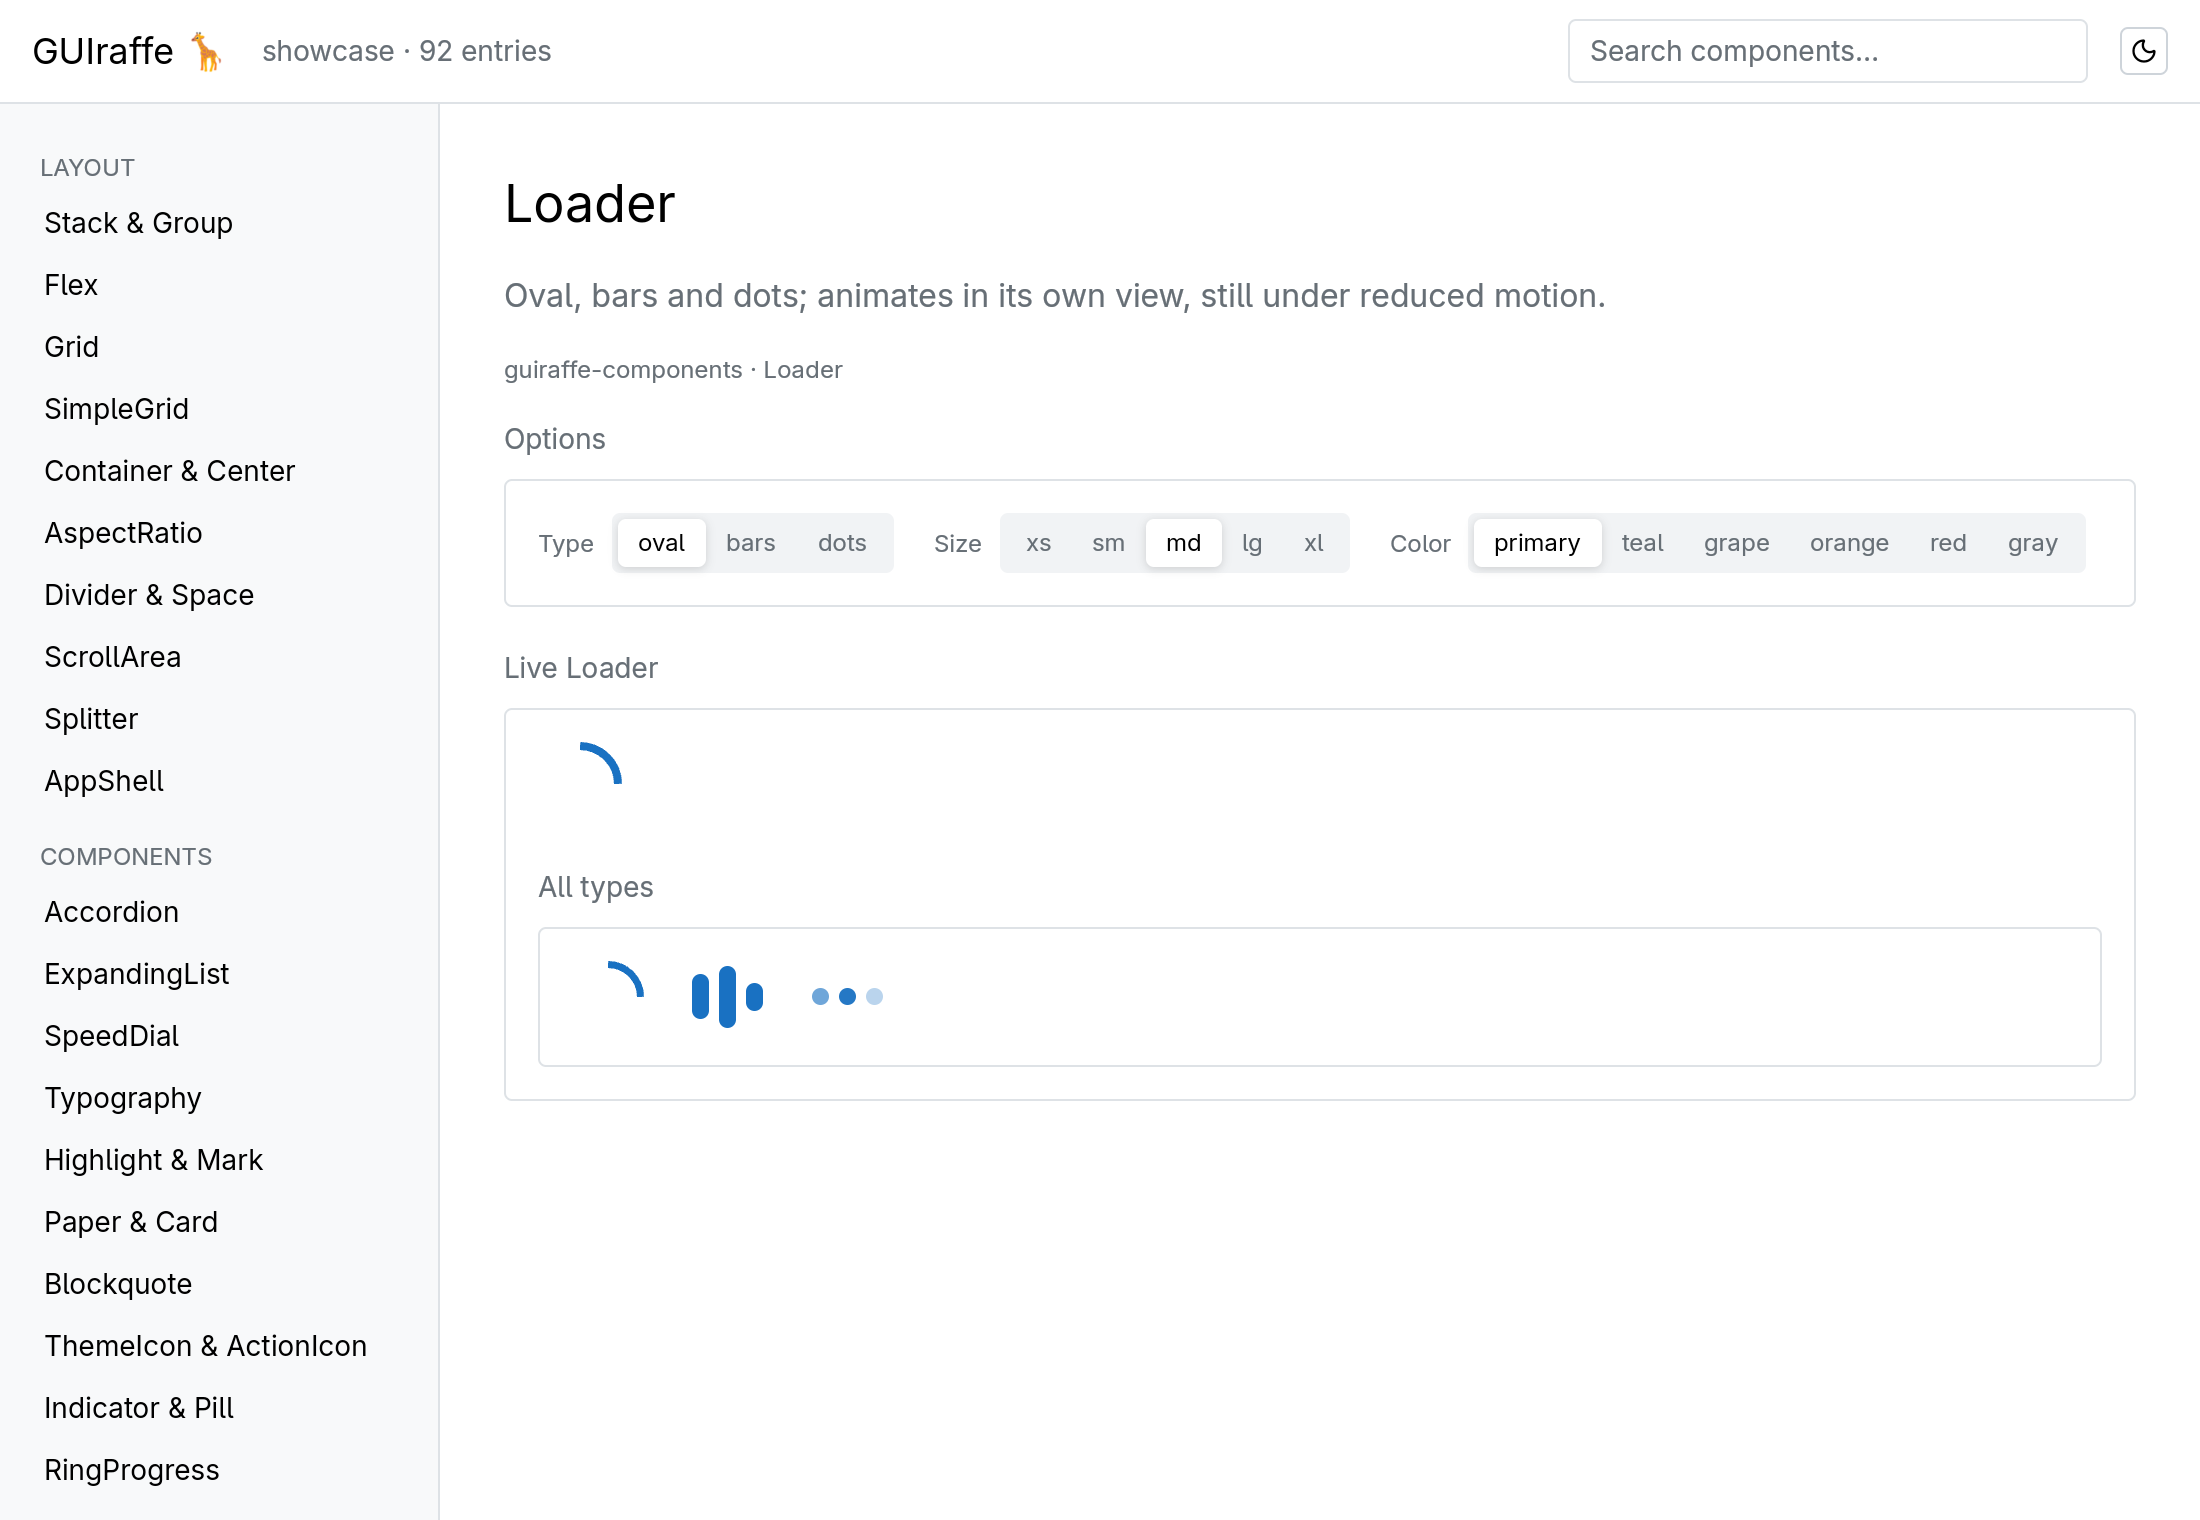 GUIraffe 🦒 showcase · 92 entries Search components...
LAYOUT
Stack & Group
Flex
Grid
SimpleGrid
Container & Center
AspectRatio
Divider & Space
ScrollArea
Splitter
AppShell
COMPONENTS
Accordion
ExpandingList
SpeedDial
Typography
Highlight & Mark
Paper & Card
Blockquote
ThemeIcon & ActionIcon
Indicator & Pill
RingProgress
Loader
Oval, bars and dots; animates in its own view, still under reduced motion.
guiraffe-components · Loader
Options
Type oval bars dots Size xs sm md lg xl Color primary teal grape orange red gray
Live Loader
All types